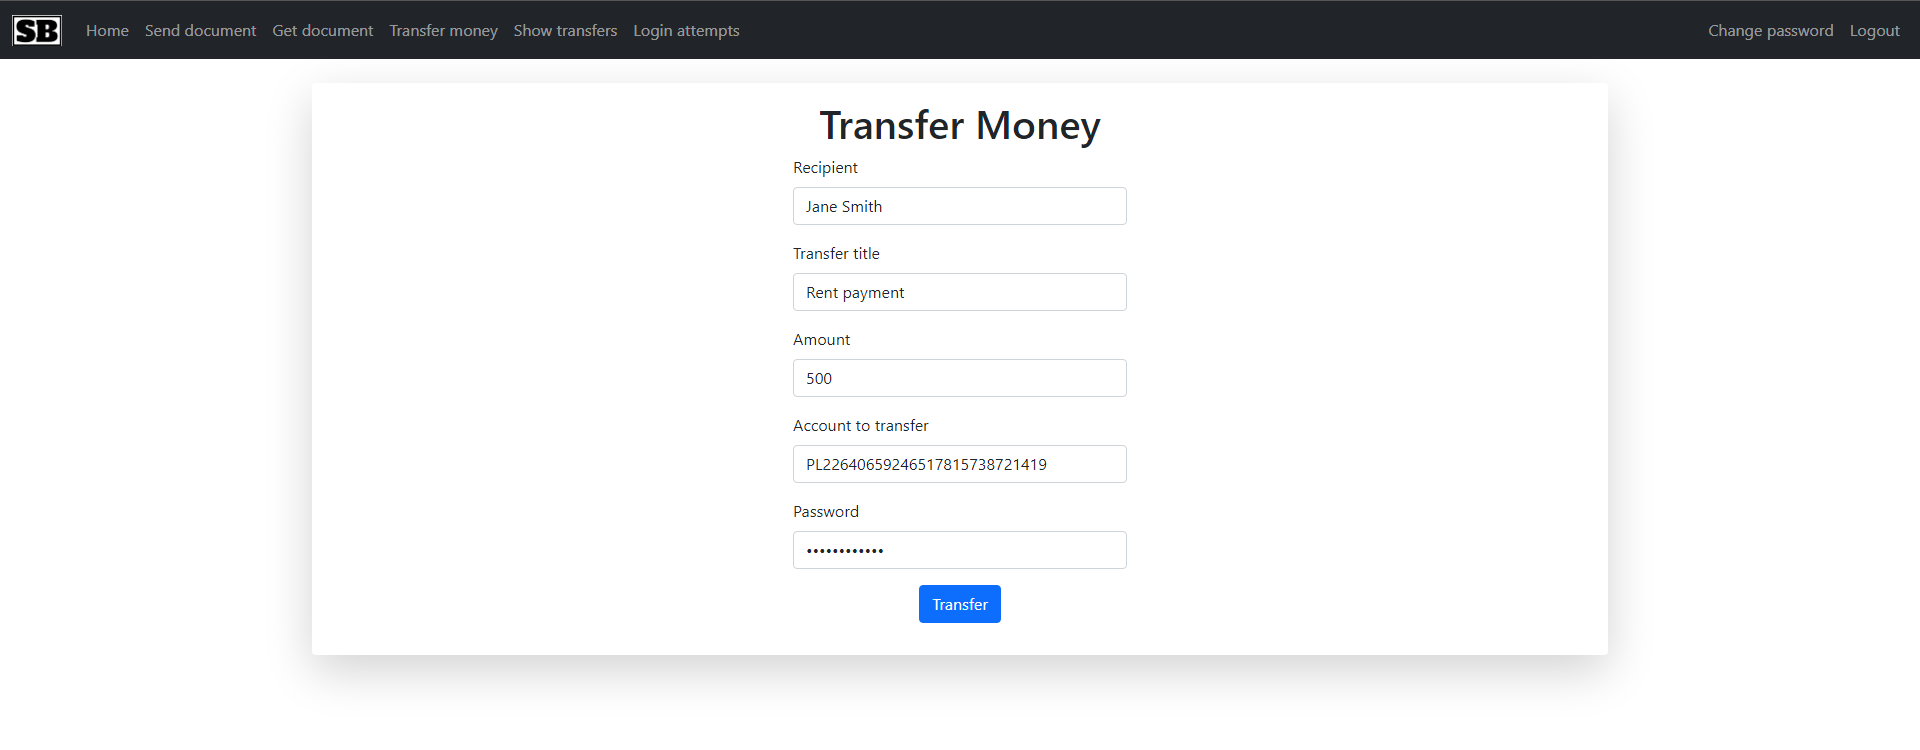 SB Home Send document Get document Transfer money Show transfers Login attempts Change password Logout
Transfer Money
Recipient
Jane Smith
Transfer title
Rent payment
Amount
500
Account to transfer
PL22640659246517815738721419
Password
••••••••••••
Transfer